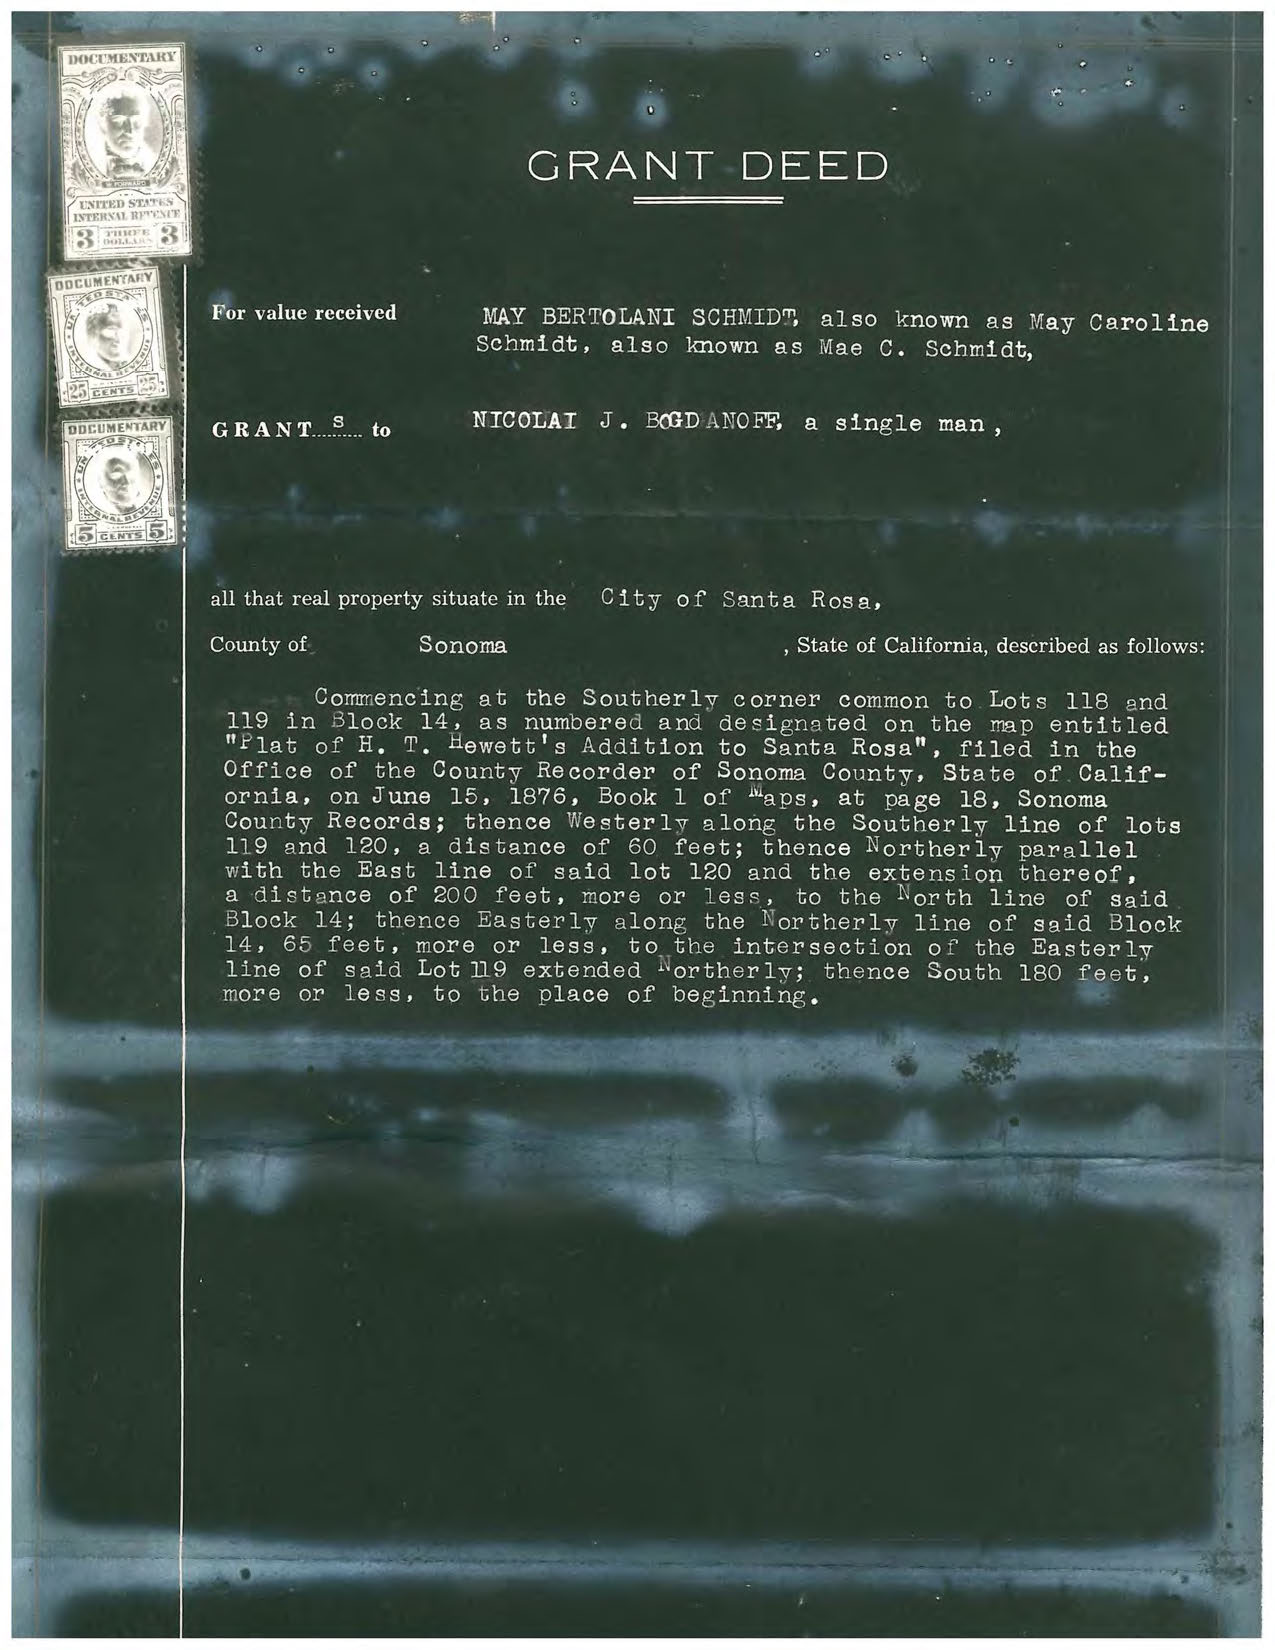 DOCUMENTARY
W FORWARD
UNITED STATES
INTERNAL REVENUE
3 THREE DOLLARS 3
DOCUMENTARY
INTERNAL REVENUE
25 CENTS 25
DOCUMENTARY
INTERNAL REVENUE
5 CENTS 5
GRANT DEED
For value received MAY BERTOLANI SCHMIDT, also known as May Caroline
Schmidt, also known as Mae C. Schmidt,
GRANT s to NICOLAI J. BOGDANOFF, a single man,
all that real property situate in the City of Santa Rosa,
County of Sonoma , State of California, described as follows:
Commencing at the Southerly corner common to Lots 118 and
119 in Block 14, as numbered and designated on the map entitled
"Plat of H. T. Hewett's Addition to Santa Rosa", filed in the
Office of the County Recorder of Sonoma County, State of Calif-
ornia, on June 15, 1876, Book 1 of Maps, at page 18, Sonoma
County Records; thence Westerly along the Southerly line of lots
119 and 120, a distance of 60 feet; thence Northerly parallel
with the East line of said lot 120 and the extension thereof,
a distance of 200 feet, more or less, to the North line of said
Block 14; thence Easterly along the Northerly line of said Block
14, 65 feet, more or less, to the intersection of the Easterly
line of said Lot 119 extended Northerly; thence South 180 feet,
more or less, to the place of beginning.